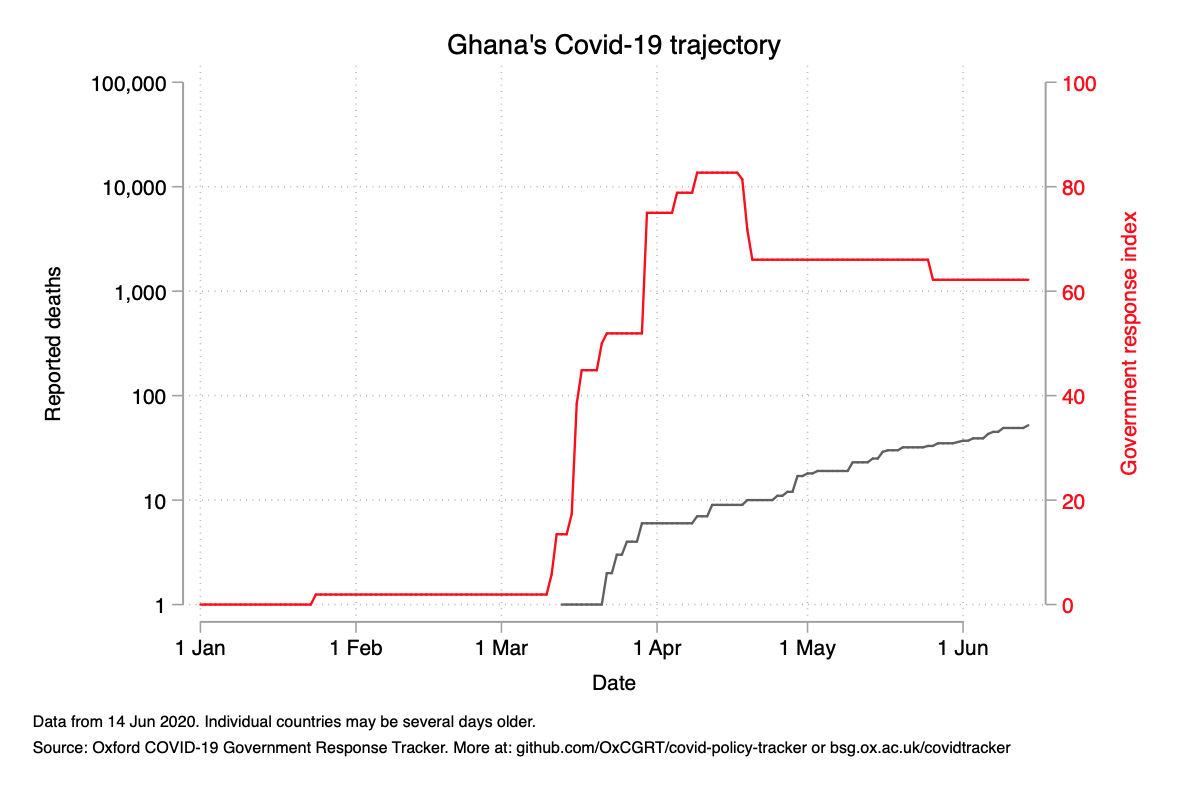 Ghana's Covid-19 trajectory
100,000
10,000
1,000
100
10
1
Reported deaths
100
80
60
40
20
0
Government response index
1 Jan 1 Feb 1 Mar 1 Apr 1 May 1 Jun
Date
Data from 14 Jun 2020. Individual countries may be several days older.
Source: Oxford COVID-19 Government Response Tracker. More at: github.com/OxCGRT/covid-policy-tracker or bsg.ox.ac.uk/covidtracker